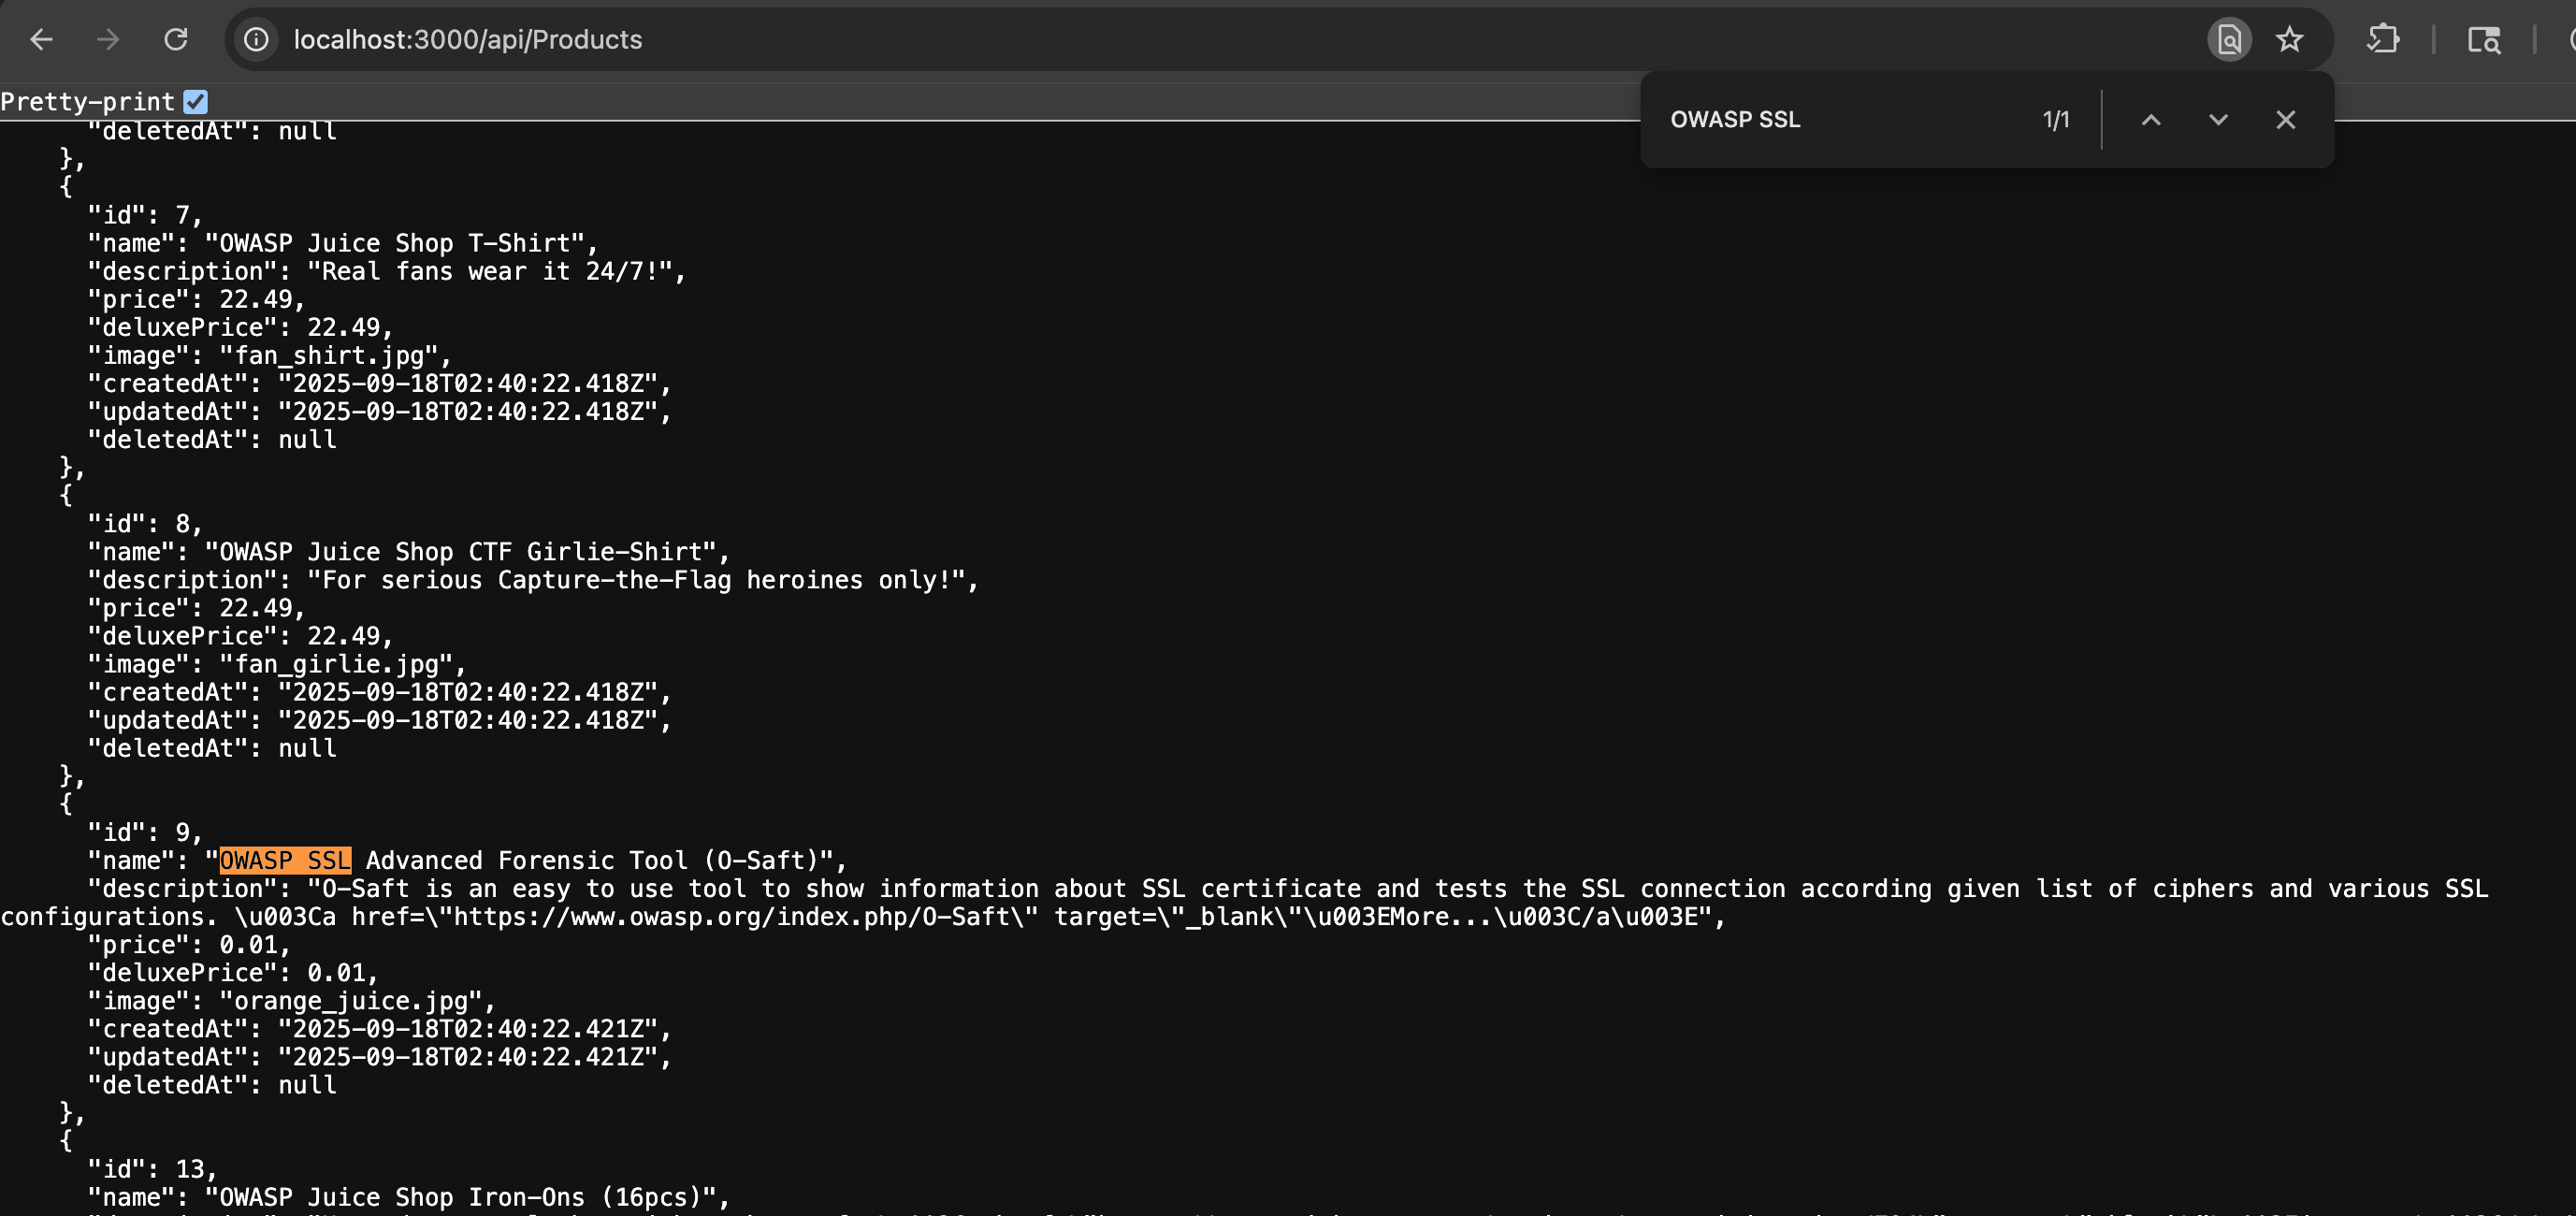 localhost:3000/api/Products
Pretty-print
OWASP SSL 1/1
"deletedAt": null
},
{
"id": 7,
"name": "OWASP Juice Shop T-Shirt",
"description": "Real fans wear it 24/7!",
"price": 22.49,
"deluxePrice": 22.49,
"image": "fan_shirt.jpg",
"createdAt": "2025-09-18T02:40:22.418Z",
"updatedAt": "2025-09-18T02:40:22.418Z",
"deletedAt": null
},
{
"id": 8,
"name": "OWASP Juice Shop CTF Girlie-Shirt",
"description": "For serious Capture-the-Flag heroines only!",
"price": 22.49,
"deluxePrice": 22.49,
"image": "fan_girlie.jpg",
"createdAt": "2025-09-18T02:40:22.418Z",
"updatedAt": "2025-09-18T02:40:22.418Z",
"deletedAt": null
},
{
"id": 9,
"name": "OWASP SSL Advanced Forensic Tool (O-Saft)",
"description": "O-Saft is an easy to use tool to show information about SSL certificate and tests the SSL connection according given list of ciphers and various SSL
configurations. \u003Ca href=\"https://www.owasp.org/index.php/O-Saft\" target=\"_blank\"\u003EMore...\u003C/a\u003E",
"price": 0.01,
"deluxePrice": 0.01,
"image": "orange_juice.jpg",
"createdAt": "2025-09-18T02:40:22.421Z",
"updatedAt": "2025-09-18T02:40:22.421Z",
"deletedAt": null
},
{
"id": 13,
"name": "OWASP Juice Shop Iron-Ons (16pcs)",